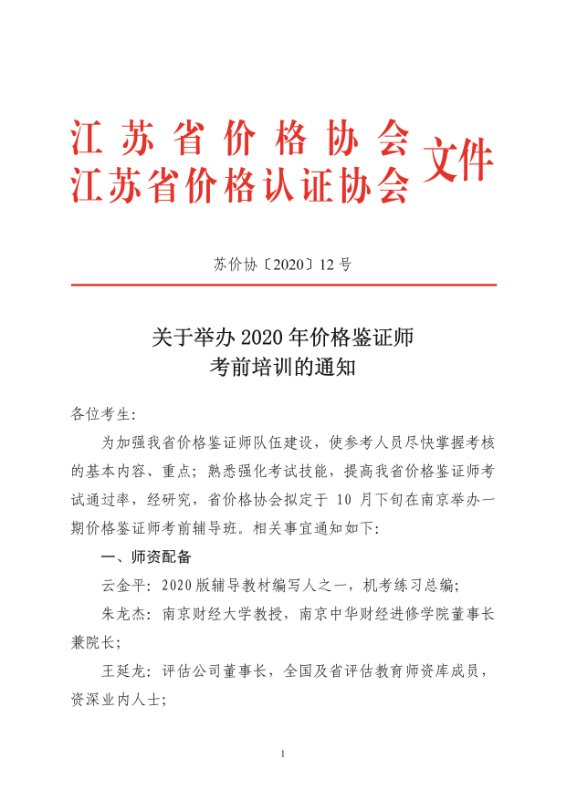 江苏省价格协会
江苏省价格认证协会
文件
苏价协〔2020〕12 号
关于举办 2020 年价格鉴证师
考前培训的通知
各位考生：
为加强我省价格鉴证师队伍建设，使参考人员尽快掌握考核
的基本内容、重点；熟悉强化考试技能，提高我省价格鉴证师考
试通过率，经研究，省价格协会拟定于 10 月下旬在南京举办一
期价格鉴证师考前辅导班。相关事宜通知如下：
一、师资配备
云金平：2020 版辅导教材编写人之一，机考练习总编；
朱龙杰：南京财经大学教授，南京中华财经进修学院董事长
兼院长；
王延龙：评估公司董事长，全国及省评估教育师资库成员，
资深业内人士；
1